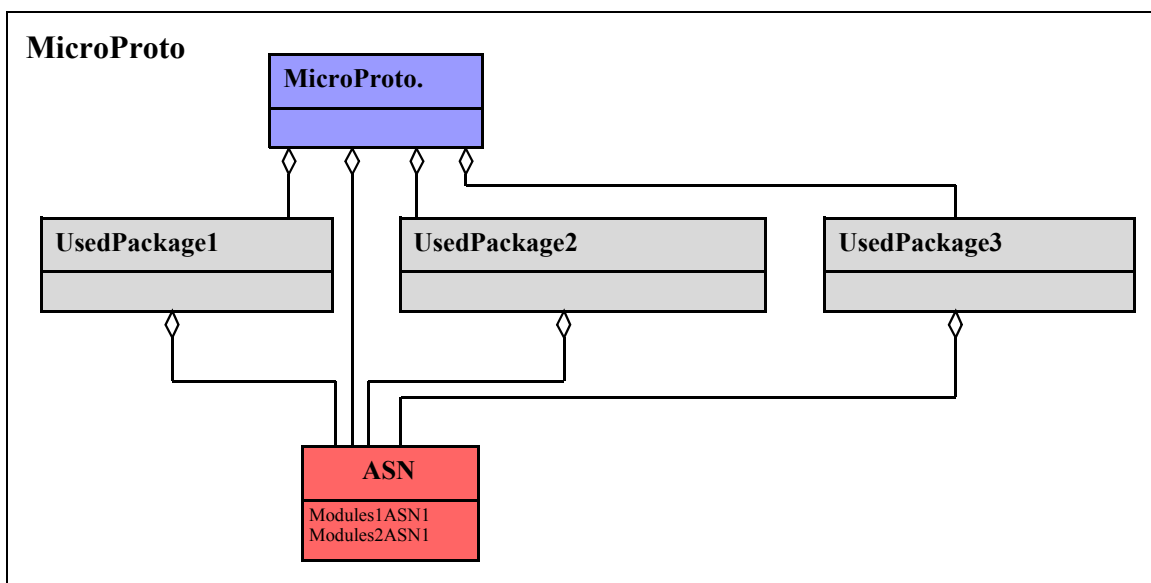 MicroProto
MicroProto.
UsedPackage1
UsedPackage2
UsedPackage3
ASN
Modules1ASN1
Modules2ASN1